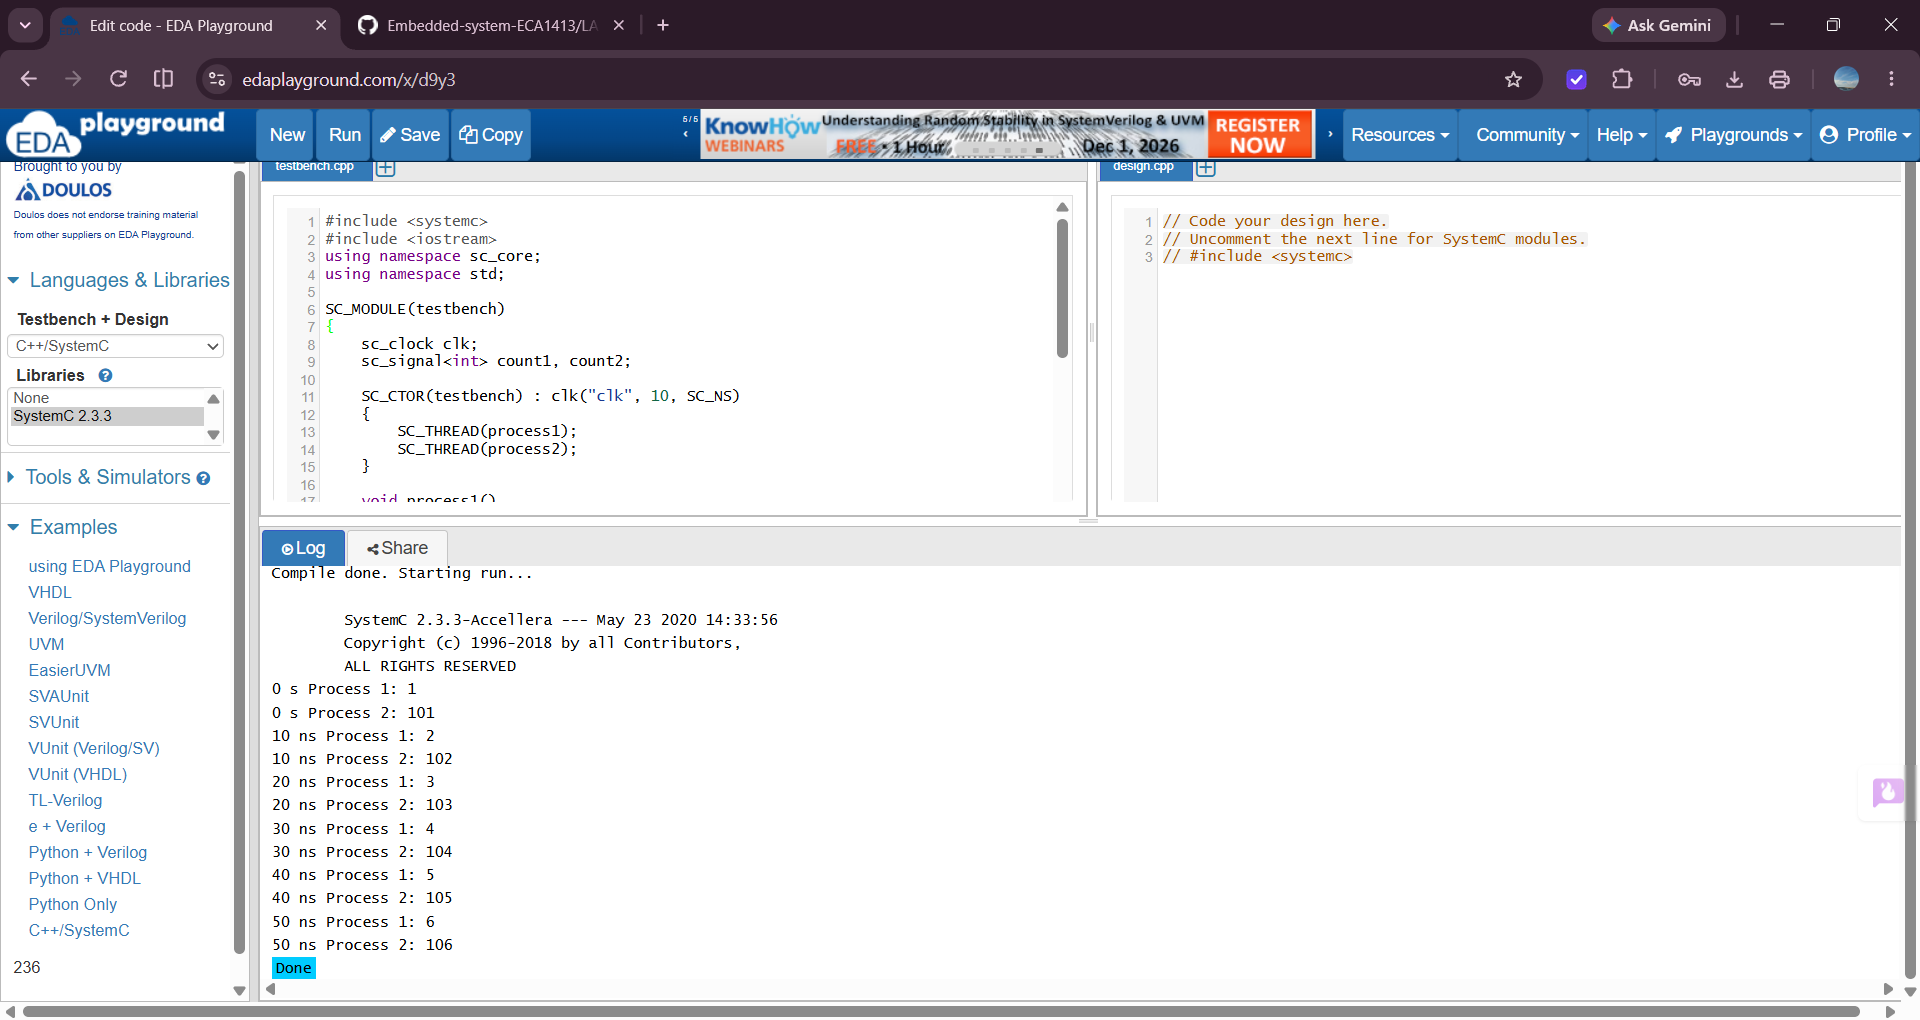 Edit code - EDA Playground
Embedded-system-ECA1413/LA
Ask Gemini
edaplayground.com/x/d9y3
EDA playground
New
Run
Save
Copy
5/5
KnowHow WEBINARS
Understanding Random Stability in SystemVerilog & UVM
FREE • 1 Hour
Dec 1, 2026
REGISTER NOW
Resources
Community
Help
Playgrounds
Profile
Brought to you by
DOULOS
Doulos does not endorse training material
from other suppliers on EDA Playground.
Languages & Libraries
Testbench + Design
C++/SystemC
Libraries
None
SystemC 2.3.3
Tools & Simulators
Examples
using EDA Playground
VHDL
Verilog/SystemVerilog
UVM
EasierUVM
SVAUnit
SVUnit
VUnit (Verilog/SV)
VUnit (VHDL)
TL-Verilog
e + Verilog
Python + Verilog
Python + VHDL
Python Only
C++/SystemC
236
testbench.cpp
1 #include <systemc>
2 #include <iostream>
3 using namespace sc_core;
4 using namespace std;
5
6 SC_MODULE(testbench)
7 {
8 sc_clock clk;
9 sc_signal<int> count1, count2;
10
11 SC_CTOR(testbench) : clk("clk", 10, SC_NS)
12 {
13 SC_THREAD(process1);
14 SC_THREAD(process2);
15 }
16
17 void process1()
design.cpp
1 // Code your design here.
2 // Uncomment the next line for SystemC modules.
3 // #include <systemc>
Log
Share
Compile done. Starting run...
SystemC 2.3.3-Accellera --- May 23 2020 14:33:56
Copyright (c) 1996-2018 by all Contributors,
ALL RIGHTS RESERVED
0 s Process 1: 1
0 s Process 2: 101
10 ns Process 1: 2
10 ns Process 2: 102
20 ns Process 1: 3
20 ns Process 2: 103
30 ns Process 1: 4
30 ns Process 2: 104
40 ns Process 1: 5
40 ns Process 2: 105
50 ns Process 1: 6
50 ns Process 2: 106
Done